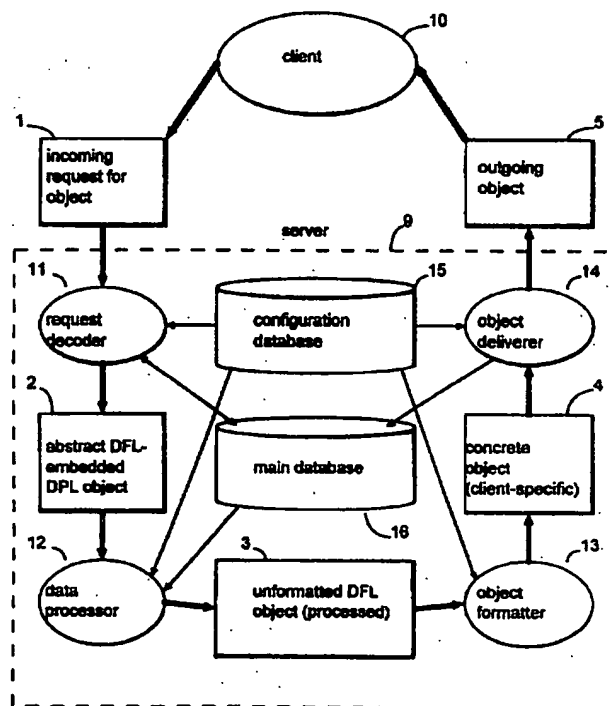 10
client
1
5
incoming
request for
object
outgoing
object
server
9
11
15
14
request
decoder
configuration
database
object
deliverer
2
4
abstract DFL-
embedded
DPL object
main database
concrete
object
(client-specific)
16
12
3
13
data
processor
unformatted DFL
object (processed)
object
formatter